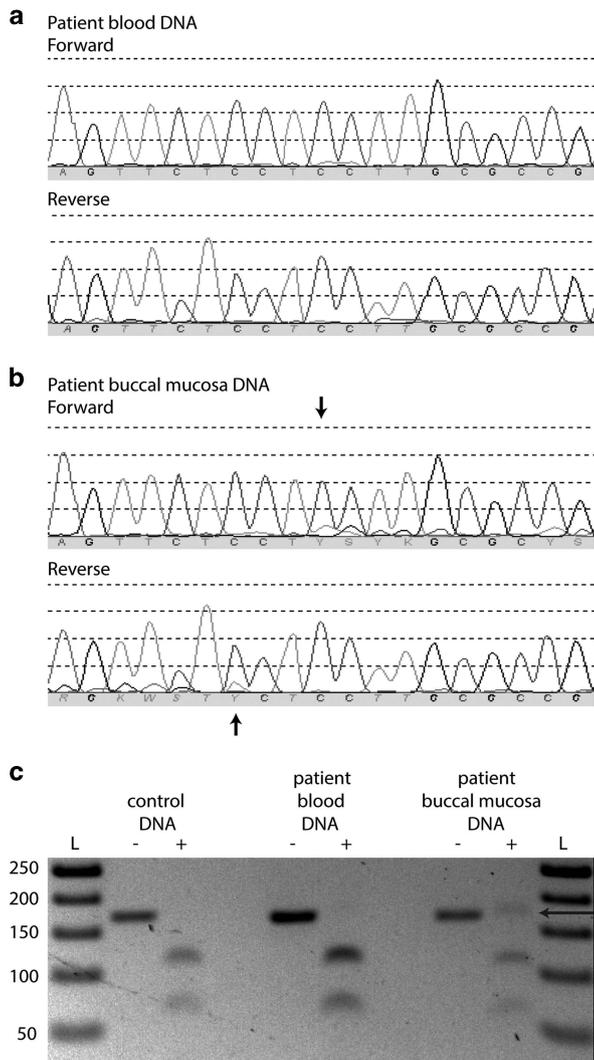 a
Patient blood DNA
Forward
A G T T C T C C T C C T T G C G C C G
Reverse
A G T T C T C C T C C T T G C G C C G
b
Patient buccal mucosa DNA
Forward
A G T T C T C C T Y S Y K G C G C Y S
Reverse
R G K W S T Y C T C C T T G C G C C G
c
control
DNA
patient
blood
DNA
patient
buccal mucosa
DNA
L - + - + - + L
250
200
150
100
50